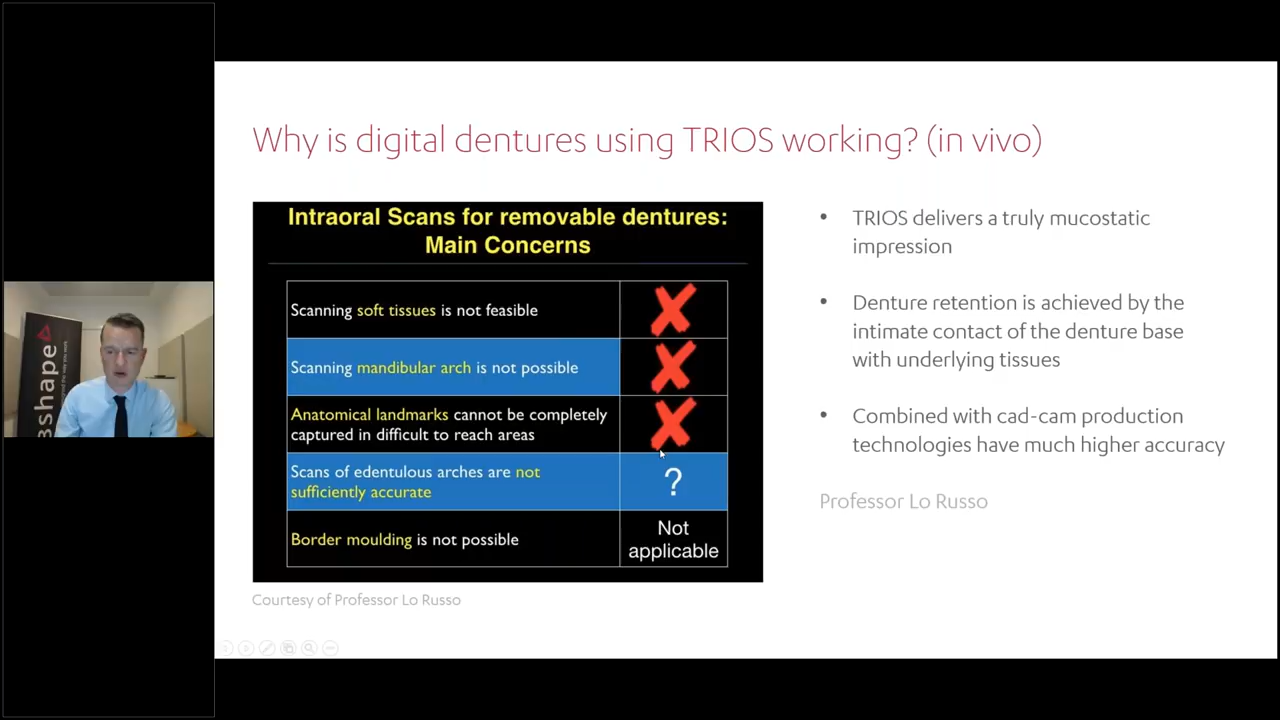 Why is digital dentures using TRIOS working? (in vivo)
Intraoral Scans for removable dentures:
Main Concerns
Scanning soft tissues is not feasible
Scanning mandibular arch is not possible
Anatomical landmarks cannot be completely
captured in difficult to reach areas
Scans of edentulous arches are not
sufficiently accurate
?
Border moulding is not possible
Not
applicable
Courtesy of Professor Lo Russo
• TRIOS delivers a truly mucostatic
impression
• Denture retention is achieved by the
intimate contact of the denture base
with underlying tissues
• Combined with cad-cam production
technologies have much higher accuracy
Professor Lo Russo
3shape